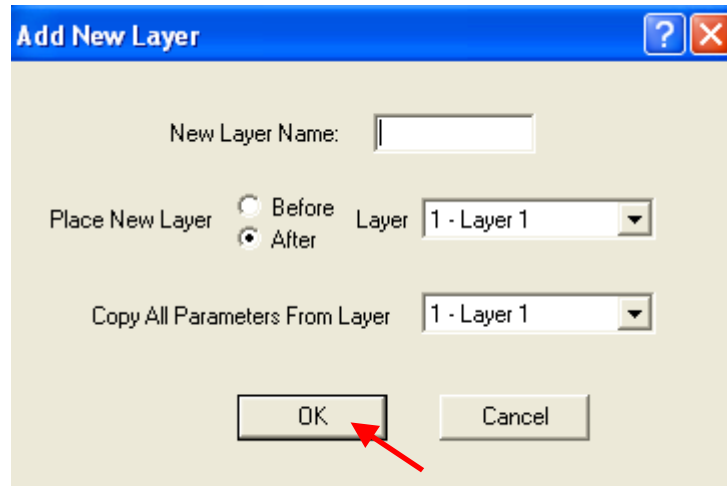 Add New Layer
New Layer Name:
Place New Layer
Before
After
Layer
1 - Layer 1
Copy All Parameters From Layer
1 - Layer 1
OK
Cancel